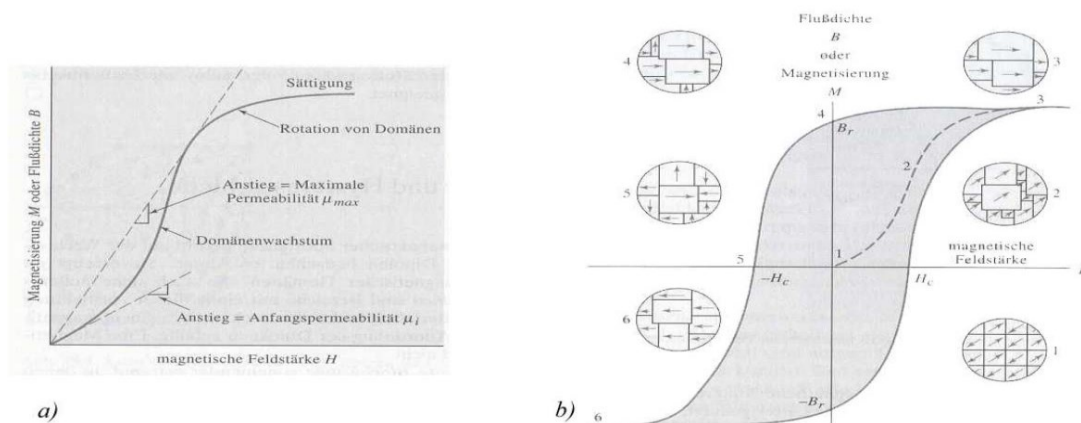 Magnetisierung M oder Flußdichte B
Sättigung
Rotation von Domänen
Anstieg = Maximale
Permeabilität μmax
Domänenwachstum
Anstieg = Anfangspermeabilität μi
magnetische Feldstärke H
a)
Flußdichte
B
oder
Magnetisierung
M
4
3
4
Br
3
2
5
2
1
magnetische
Feldstärke
5
−Hc
Hc
6
1
−Br
6
b)